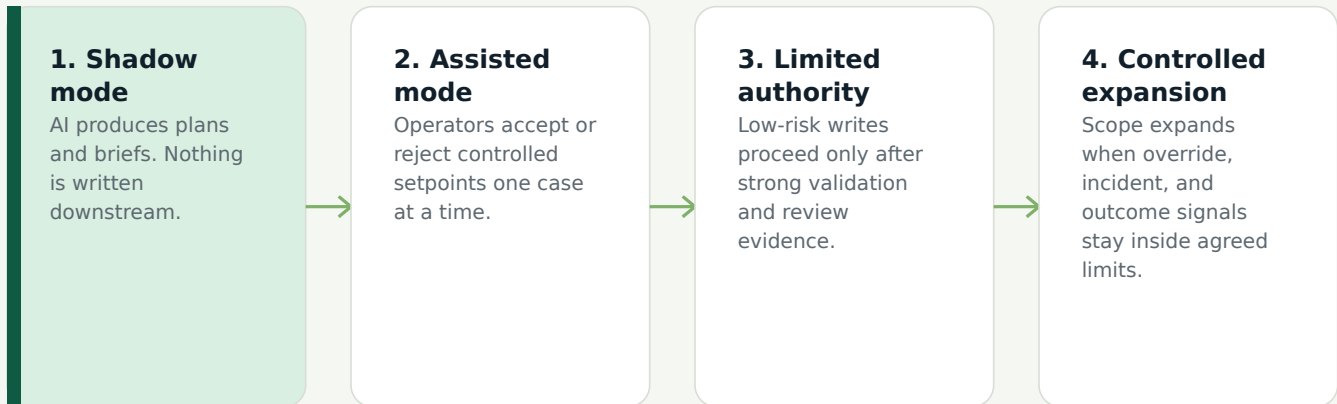 1. Shadow
mode
AI produces plans
and briefs. Nothing
is written
downstream.
2. Assisted
mode
Operators accept or
reject controlled
setpoints one case
at a time.
3. Limited
authority
Low-risk writes
proceed only after
strong validation
and review
evidence.
4. Controlled
expansion
Scope expands
when override,
incident, and
outcome signals
stay inside agreed
limits.